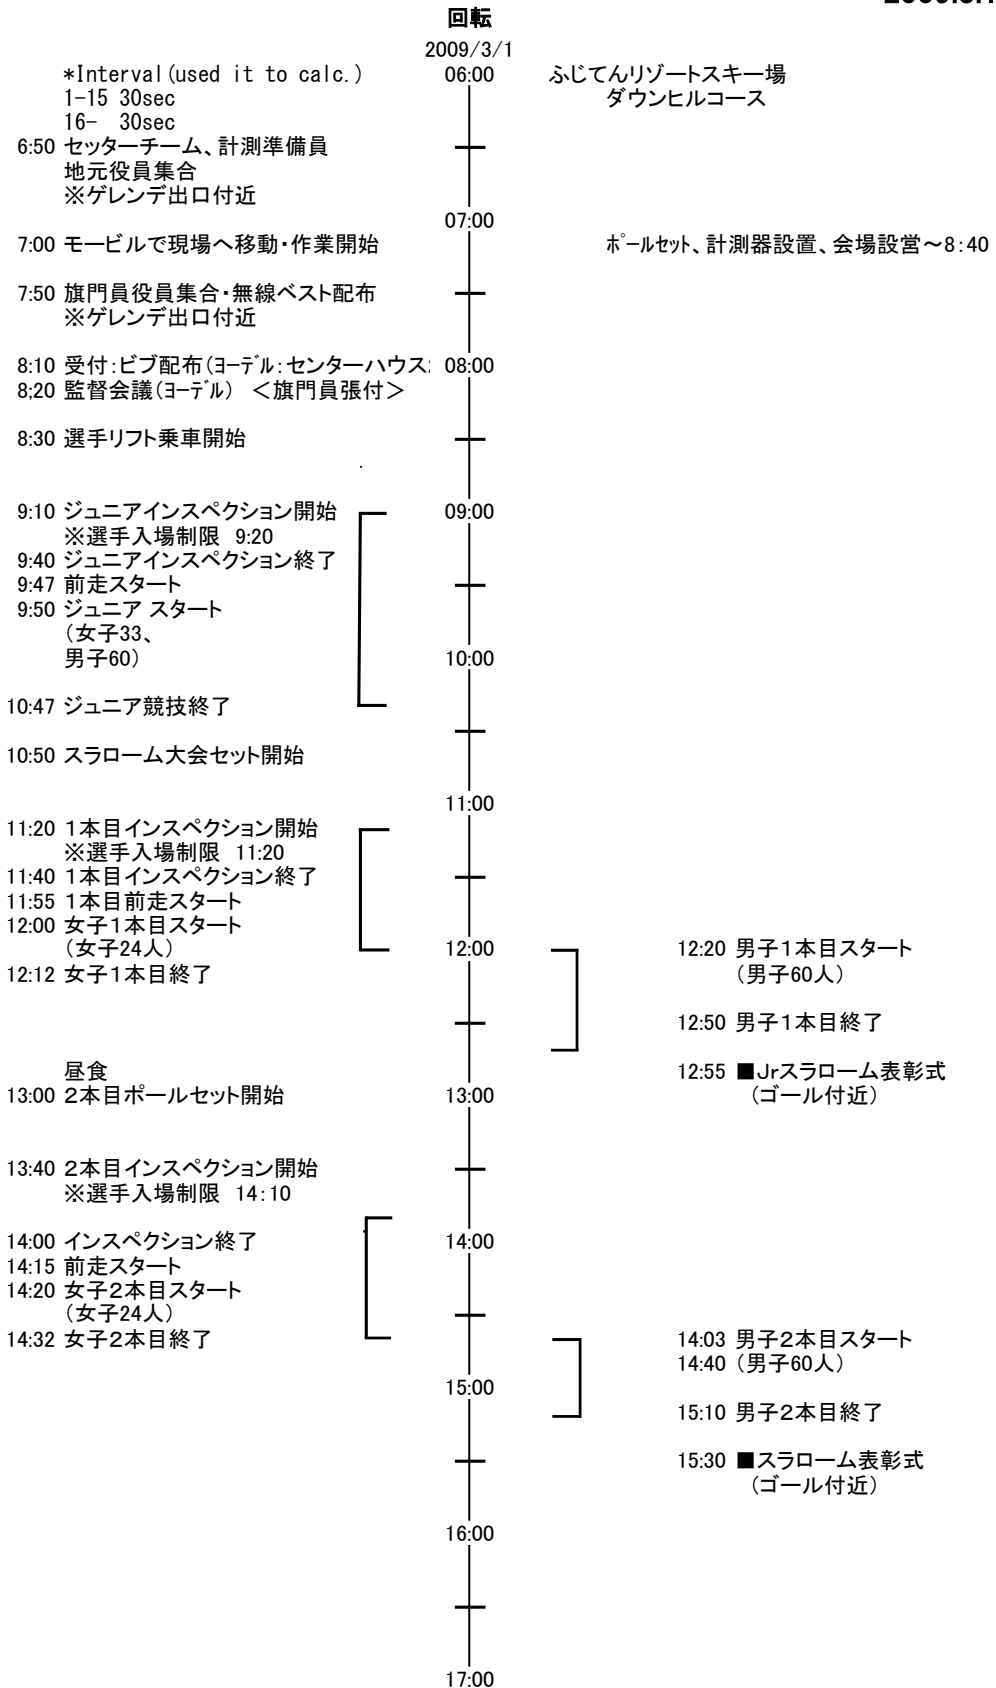 回転
2009/3/1
*Interval(used it to calc.) 06:00 ふじてんリゾートスキー場
1-15 30sec ダウンヒルコース
16- 30sec
6:50 セッターチーム、計測準備員
地元役員集合
※ゲレンデ出口付近
07:00
7:00 モービルで現場へ移動・作業開始 ﾎﾟｰﾙｾｯﾄ、計測器設置、会場設営～8:40
7:50 旗門員役員集合・無線ベスト配布
※ゲレンデ出口付近
8:10 受付：ビブ配布（ﾖｰﾃﾞﾙ：センターハウス 08:00
8;20 監督会議（ﾖｰﾃﾞﾙ） ＜旗門員張付＞
8:30 選手リフト乗車開始
9:10 ジュニアインスペクション開始 09:00
※選手入場制限 9:20
9:40 ジュニアインスペクション終了
9:47 前走スタート
9:50 ジュニア スタート
（女子33、
男子60） 10:00
10:47 ジュニア競技終了
10:50 スラローム大会セット開始
11:00
11:20 １本目インスペクション開始
※選手入場制限 11:20
11:40 １本目インスペクション終了
11:55 １本目前走スタート
12:00 女子１本目スタート
（女子24人） 12:00 12:20 男子１本目スタート
12:12 女子１本目終了 （男子60人）
12:50 男子１本目終了
昼食 12:55 ■Jrスラローム表彰式
13:00 ２本目ポールセット開始 13:00 （ゴール付近）
13:40 ２本目インスペクション開始
※選手入場制限 14：10
14:00 インスペクション終了 14:00
14:15 前走スタート
14:20 女子２本目スタート
（女子24人）
14:32 女子２本目終了 14:03 男子２本目スタート
14:40 （男子60人）
15:00
15:10 男子２本目終了
15:30 ■スラローム表彰式
（ゴール付近）
16:00
17:00